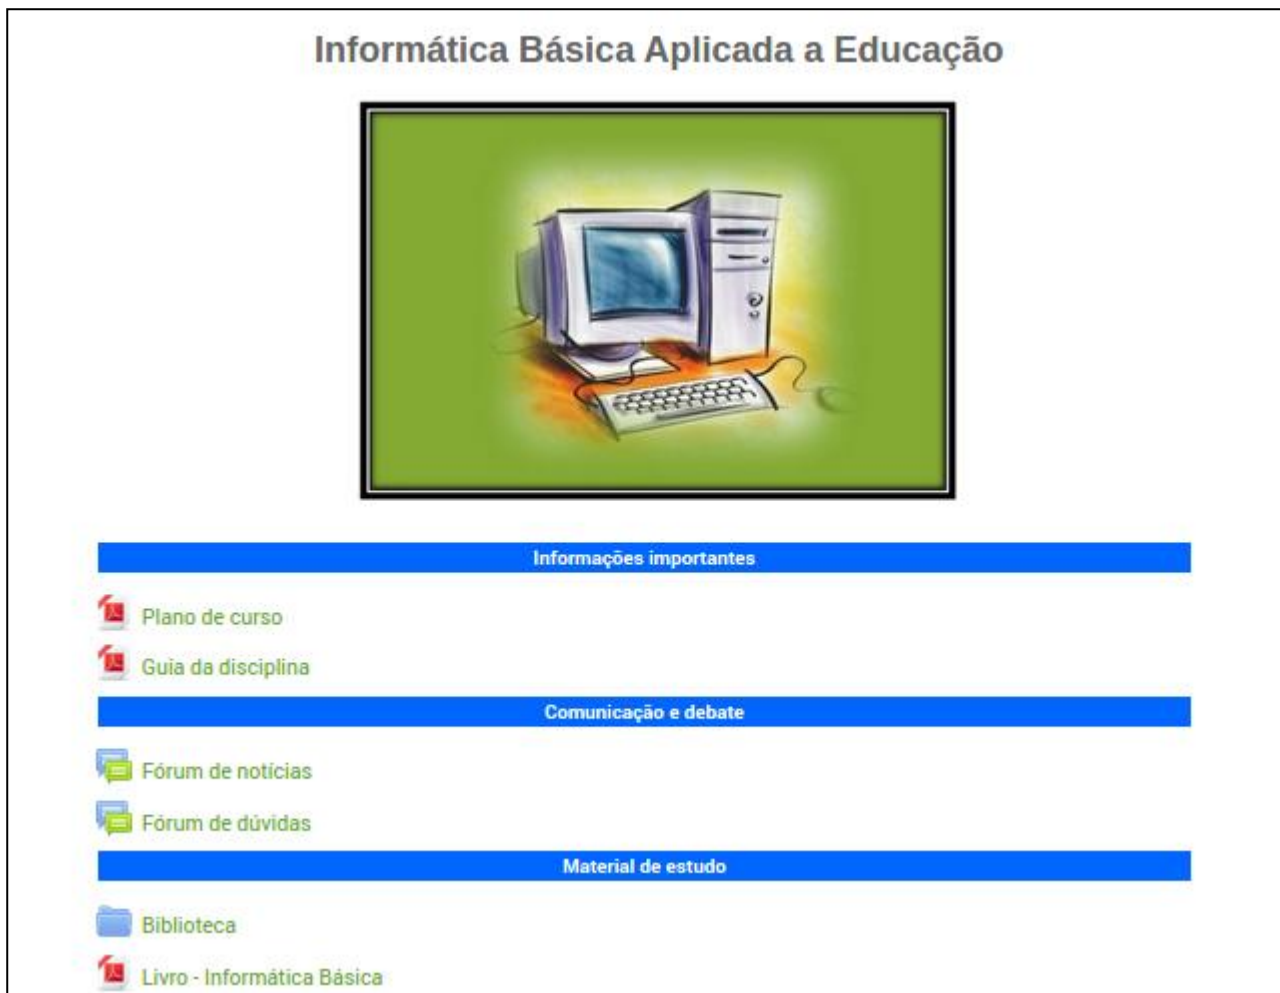 Informática Básica Aplicada a Educação
Informações importantes
Plano de curso
Guia da disciplina
Comunicação e debate
Fórum de notícias
Fórum de dúvidas
Material de estudo
Biblioteca
Livro - Informática Básica